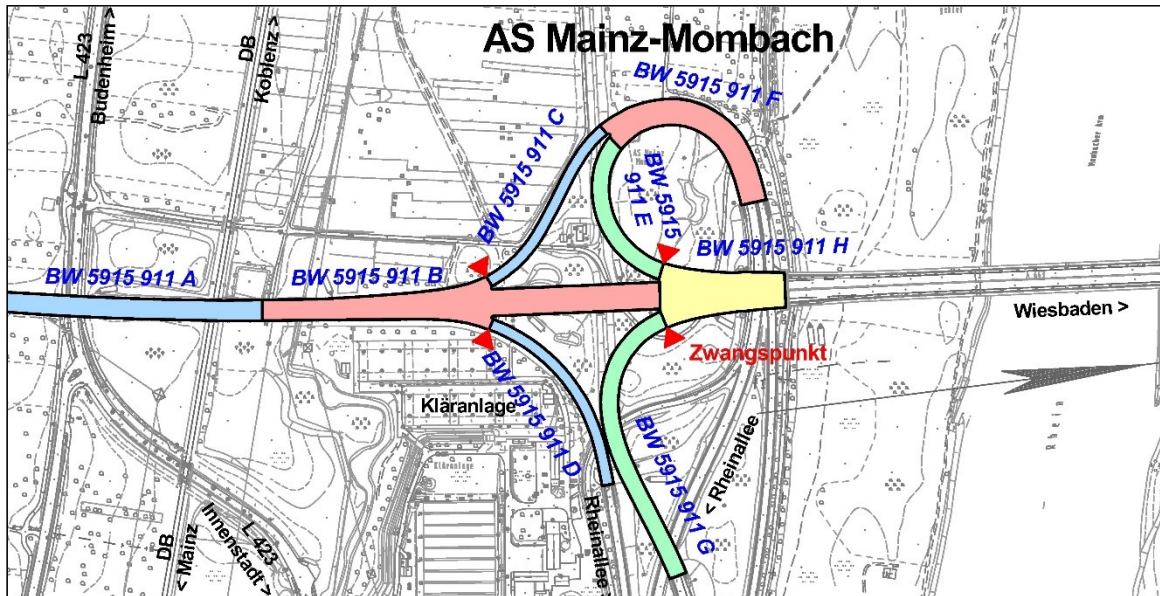 AS Mainz-Mombach
L 423
Budenheim >
DB
Koblenz >
BW 5915 911 C
BW 5915 911 F
BW 5915
911 E
BW 5915 911 A
BW 5915 911 B
BW 5915 911 H
Wiesbaden >
Zwangspunkt
BW 5915 911 D
Kläranlage
Kläranlage
BW 5915 911 G
< Rheinallee
Rheinallee >
Rhein
L 423
Innenstadt >
DB
< Mainz